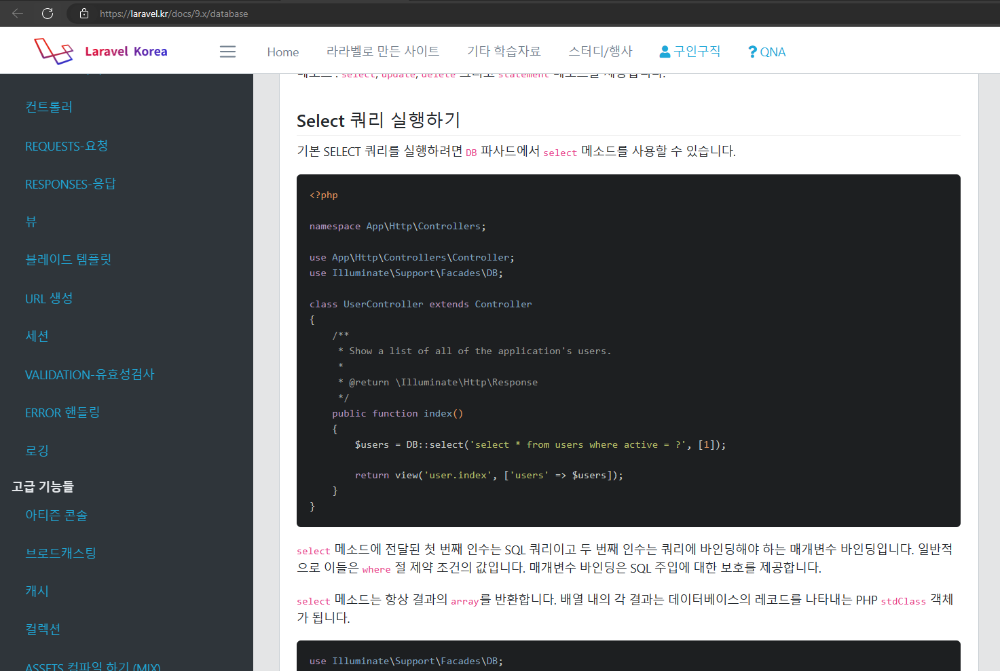 https://laravel.kr/docs/9.x/database
Laravel Korea
Home
라라벨로 만든 사이트
기타 학습자료
스터디/행사
구인구직
?QNA
컨트롤러
REQUESTS-요청
RESPONSES-응답
뷰
블레이드 템플릿
URL 생성
세션
VALIDATION-유효성검사
ERROR 핸들링
로깅
고급 기능들
아티즌 콘솔
브로드캐스팅
캐시
컬렉션
ASSETS 컴파일 하기 (MIX)
메소드 : select, update, delete 그리고 statement 메소드를 제공합니다.
Select 쿼리 실행하기
기본 SELECT 쿼리를 실행하려면 DB 파사드에서 select 메소드를 사용할 수 있습니다.
<?php
namespace App\Http\Controllers;
use App\Http\Controllers\Controller;
use Illuminate\Support\Facades\DB;
class UserController extends Controller
{
/**
* Show a list of all of the application's users.
*
* @return \Illuminate\Http\Response
*/
public function index()
{
$users = DB::select('select * from users where active = ?', [1]);
return view('user.index', ['users' => $users]);
}
}
select 메소드에 전달된 첫 번째 인수는 SQL 쿼리이고 두 번째 인수는 쿼리에 바인딩해야 하는 매개변수 바인딩입니다. 일반적
으로 이들은 where 절 제약 조건의 값입니다. 매개변수 바인딩은 SQL 주입에 대한 보호를 제공합니다.
select 메소드는 항상 결과의 array를 반환합니다. 배열 내의 각 결과는 데이터베이스의 레코드를 나타내는 PHP stdClass 객체
가 됩니다.
use Illuminate\Support\Facades\DB;